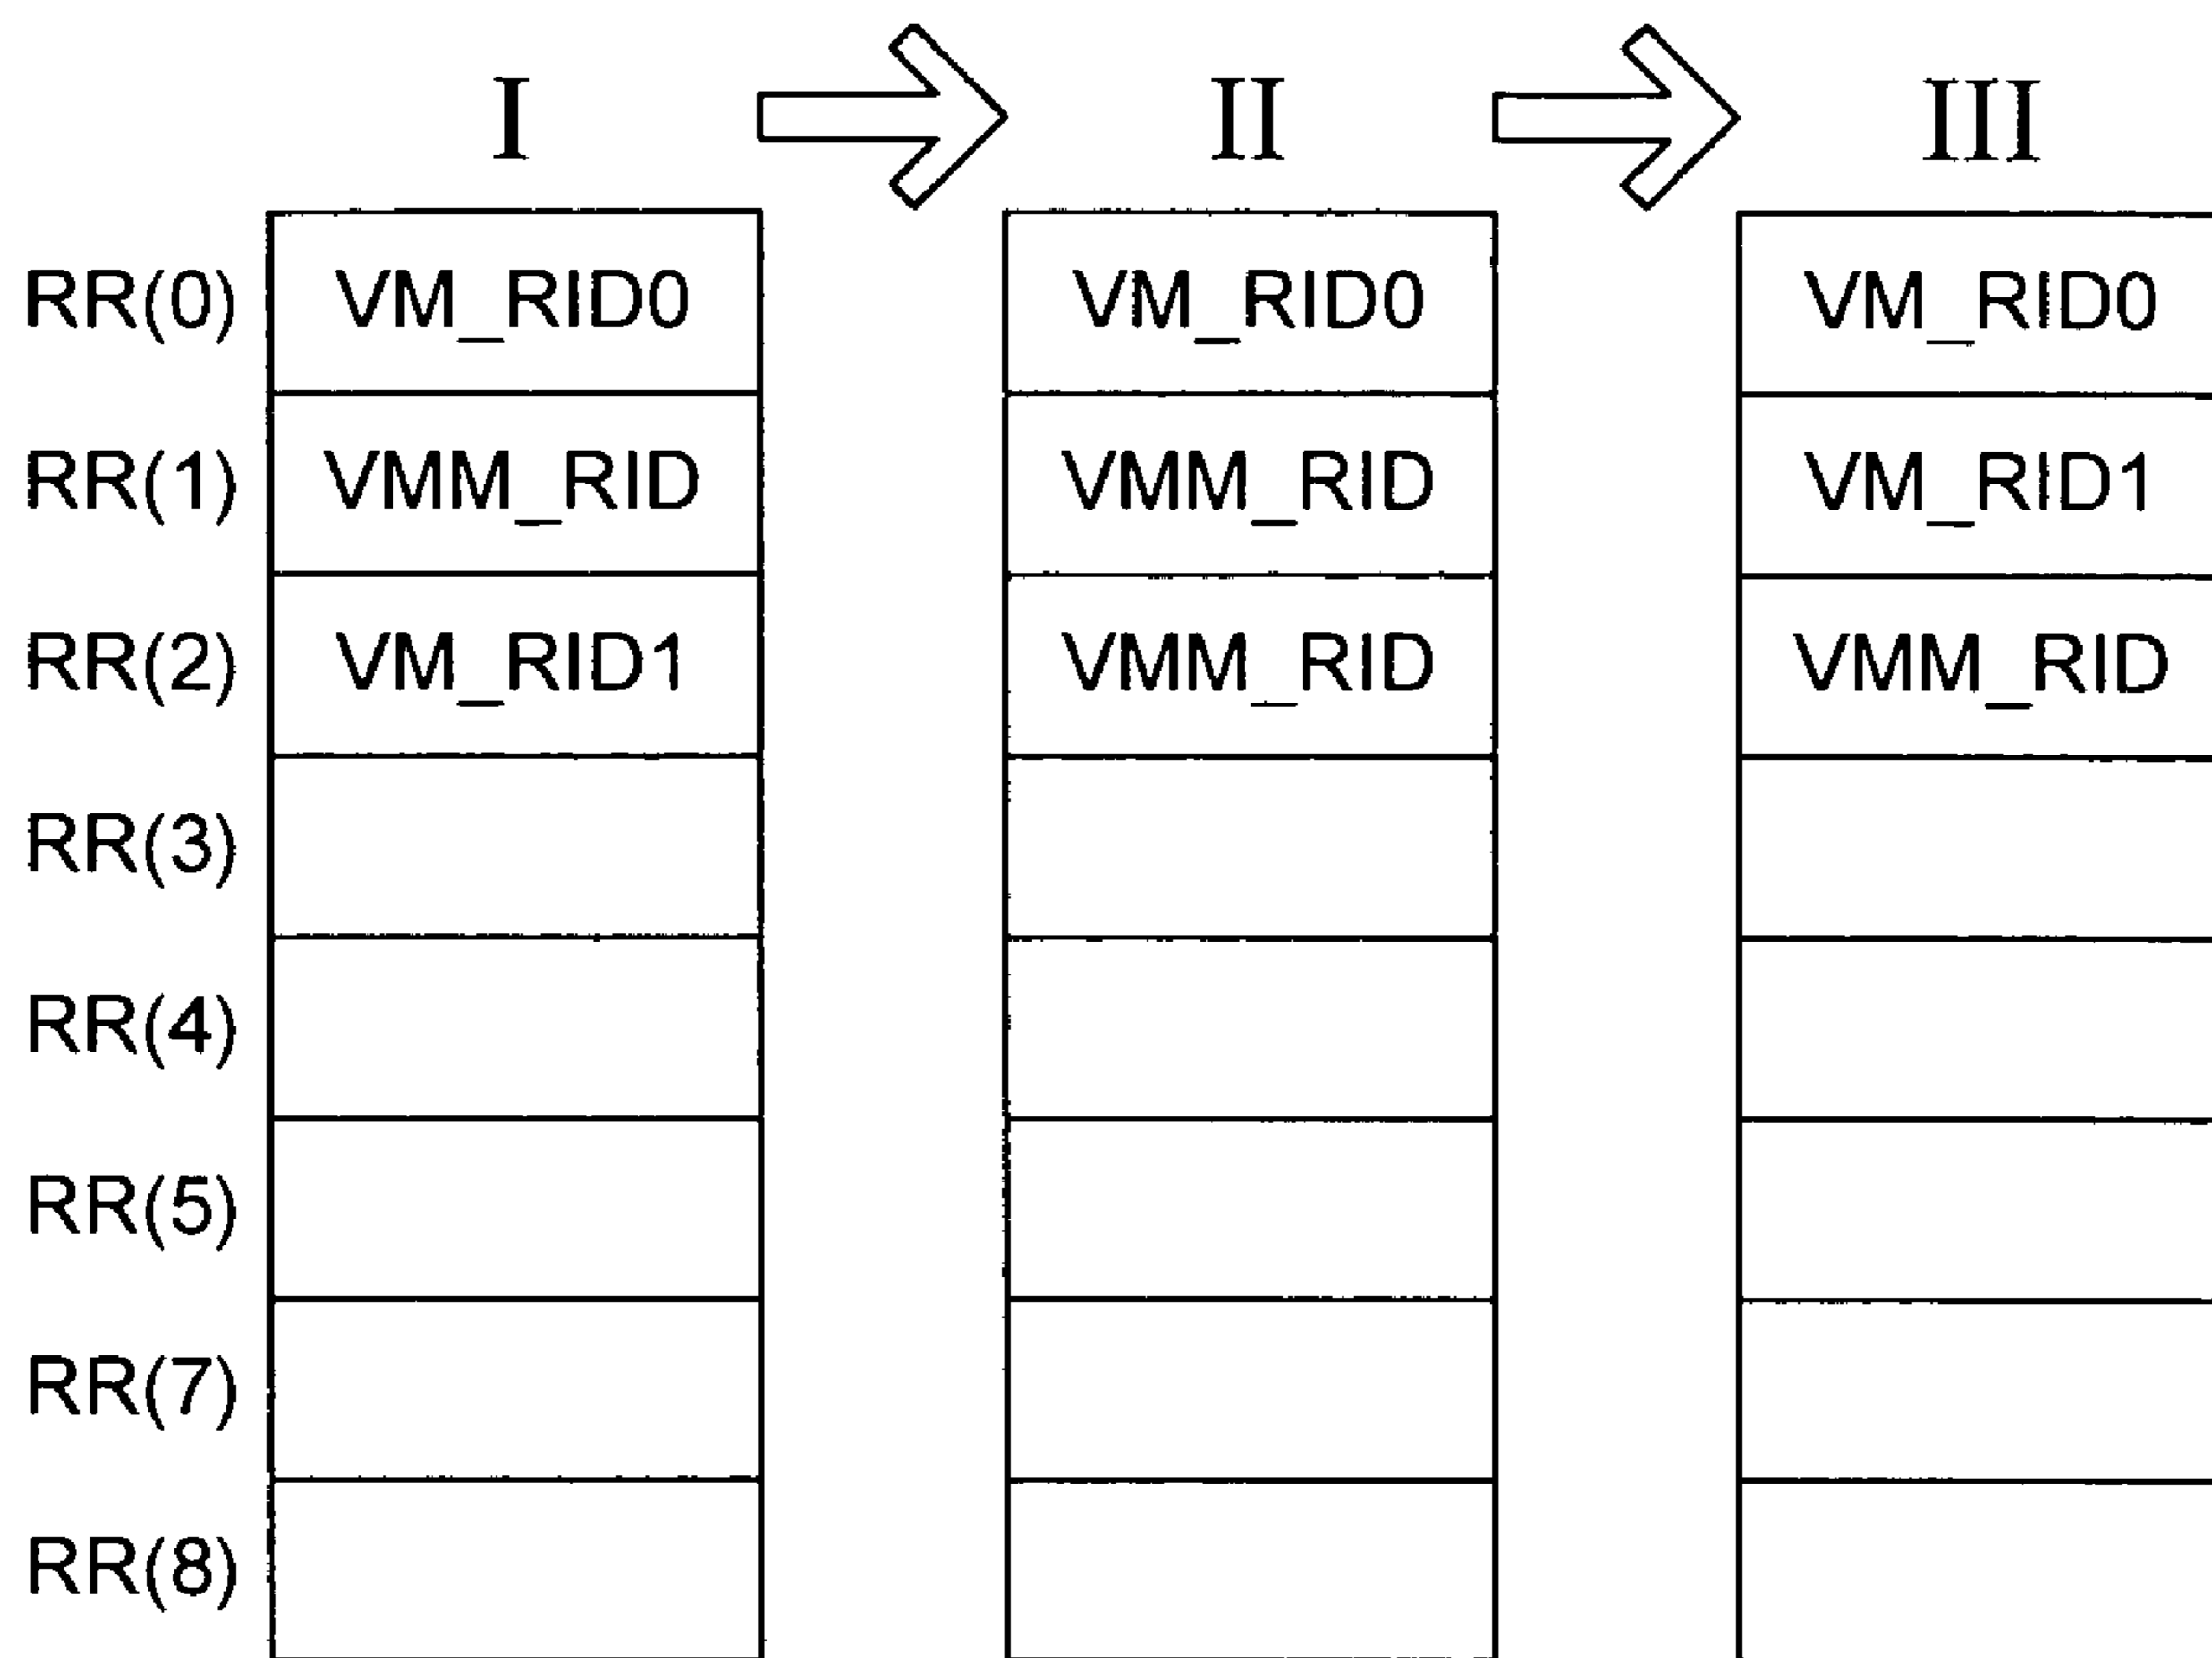 I II III
RR(0) VM_RID0 VM_RID0 VM_RID0
RR(1) VMM_RID VMM_RID VM_RID1
RR(2) VM_RID1 VMM_RID VMM_RID
RR(3)
RR(4)
RR(5)
RR(7)
RR(8)